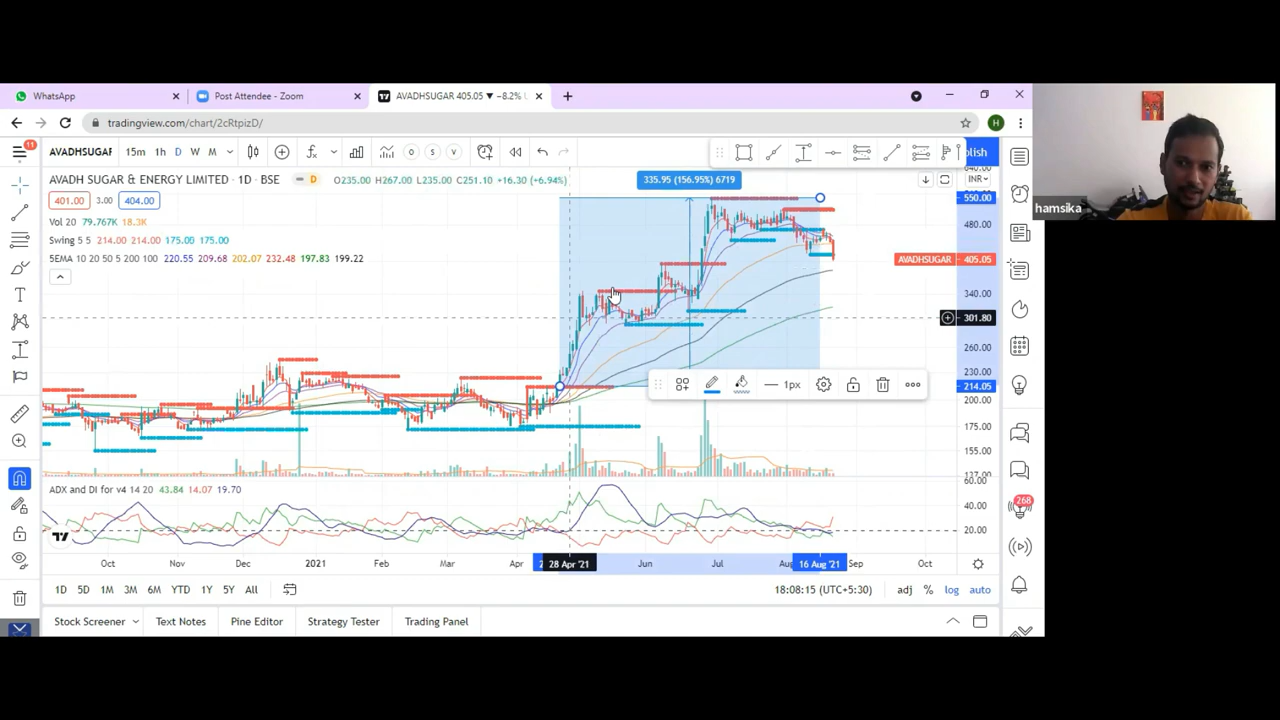 WhatsApp
Post Attendee - Zoom
AVADHSUGAR 405.05 ▼ −8.2%
tradingview.com/chart/2cRtpizD/
H
hamsika
11
AVADHSUGAR
15m 1h D W M
O S V
lish
AVADH SUGAR & ENERGY LIMITED · 1D · BSE
D
O235.00 H267.00 L235.00 C251.10 +16.30 (+6.94%)
335.95 (156.95%) 6719
INR
401.00 3.00 404.00
Vol 20 79.767K 18.3K
Swing 5 5 214.00 214.00 175.00 175.00
5EMA 10 20 50 5 200 100 220.55 209.68 202.07 232.48 197.83 199.22
550.00
480.00
AVADHSUGAR 405.05
340.00
301.80
260.00
230.00
214.05
200.00
175.00
155.00
1px
ADX and DI for v4 14 20 43.84 14.07 19.70
60.00
40.00
20.00
268
Oct Nov Dec 2021 Feb Mar Apr 28 Apr '21 Jun Jul Aug 16 Aug '21 Sep Oct
1D 5D 1M 3M 6M YTD 1Y 5Y All
18:08:15 (UTC+5:30) adj % log auto
Stock Screener Text Notes Pine Editor Strategy Tester Trading Panel